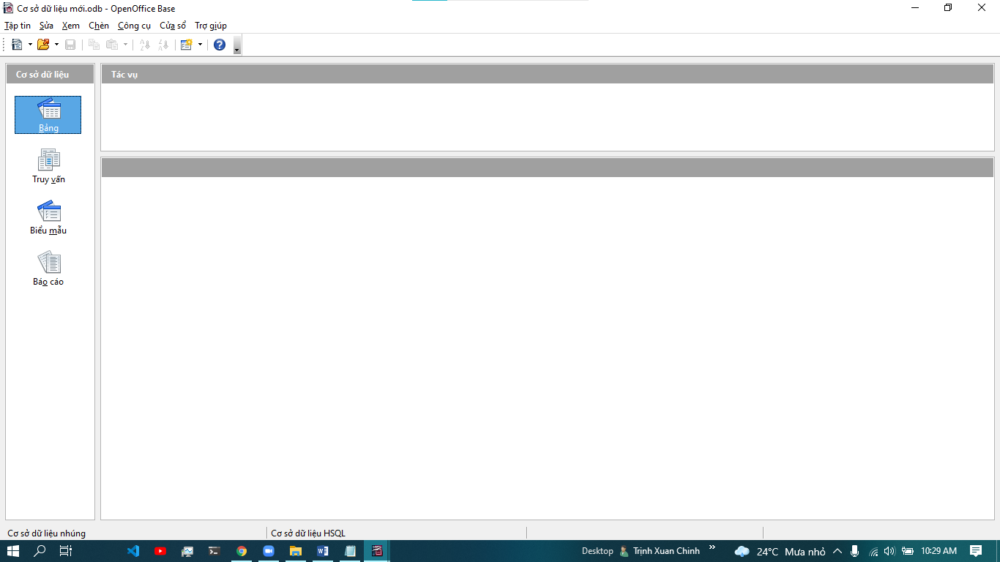 Cơ sở dữ liệu mới.odb - OpenOffice Base
Tập tin Sửa Xem Chèn Công cụ Cửa sổ Trợ giúp
Cơ sở dữ liệu
Tác vụ
Bảng
Truy vấn
Biểu mẫu
Báo cáo
Cơ sở dữ liệu nhúng
Cơ sở dữ liệu HSQL
Desktop Trịnh Xuan Chinh » 24°C Mưa nhỏ 10:29 AM